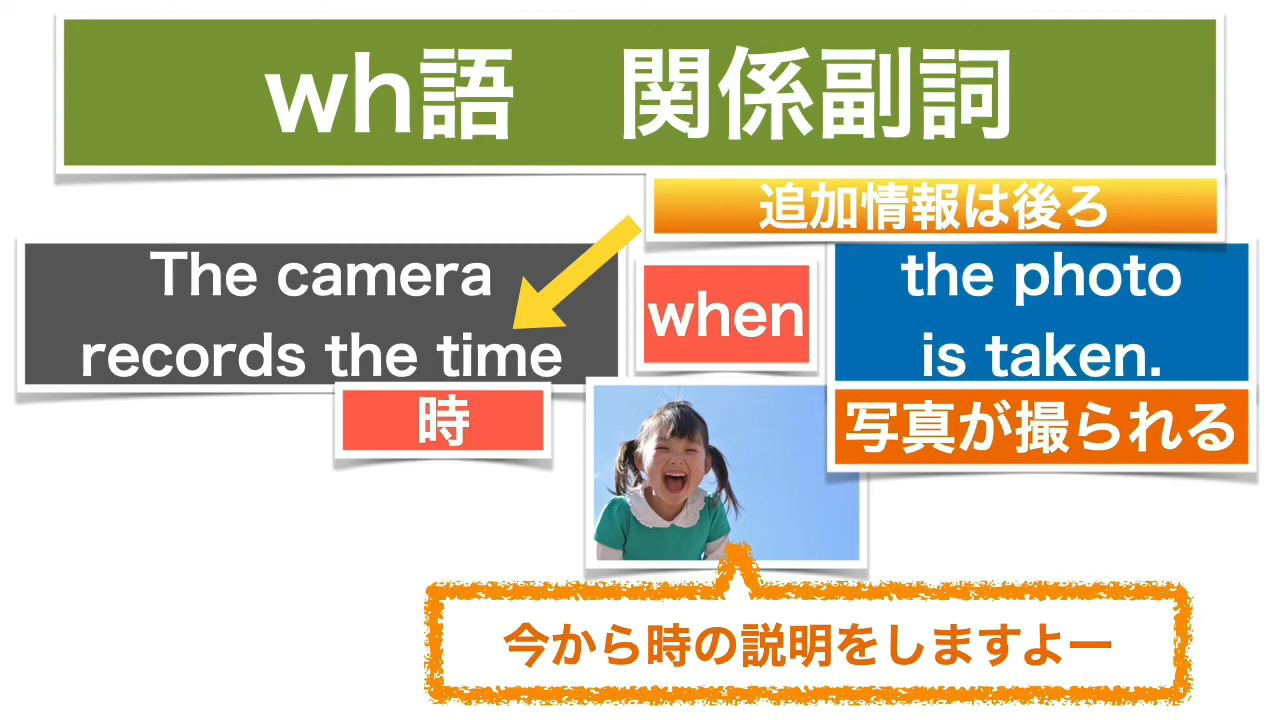 wh語　関係副詞
追加情報は後ろ
The camera
records the time
when
the photo
is taken.
時
写真が撮られる
今から時の説明をしますよー